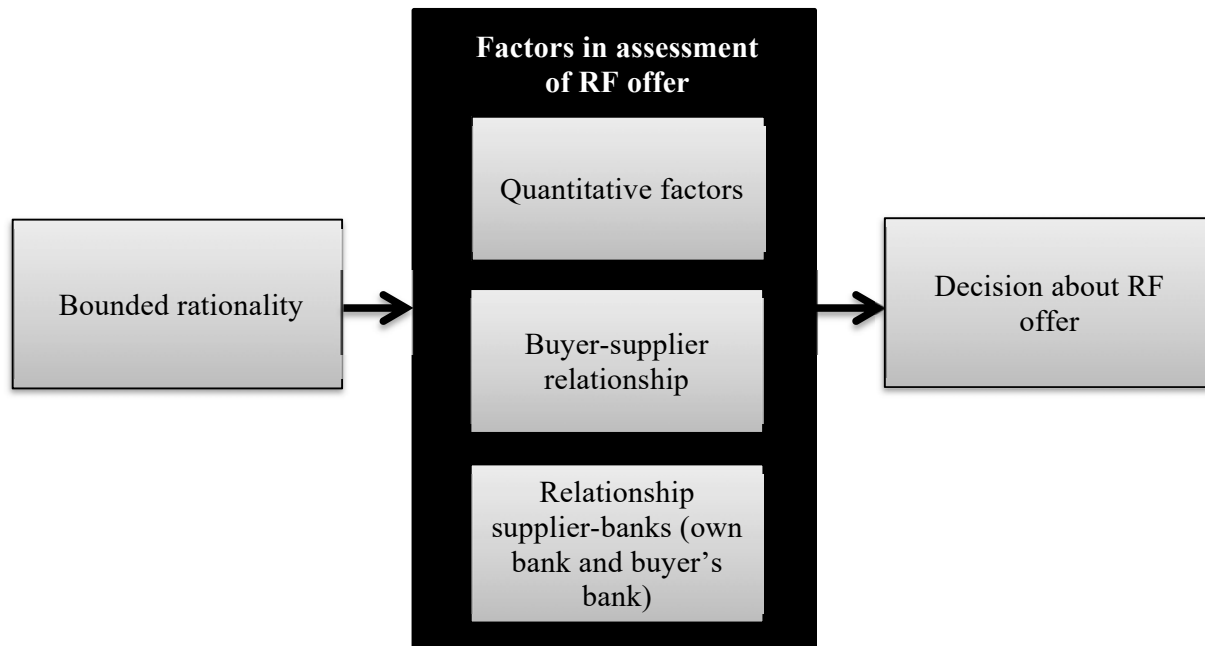 Factors in assessment
of RF offer
Quantitative factors
Bounded rationality
Buyer-supplier
relationship
Decision about RF
offer
Relationship
supplier-banks (own
bank and buyer’s
bank)